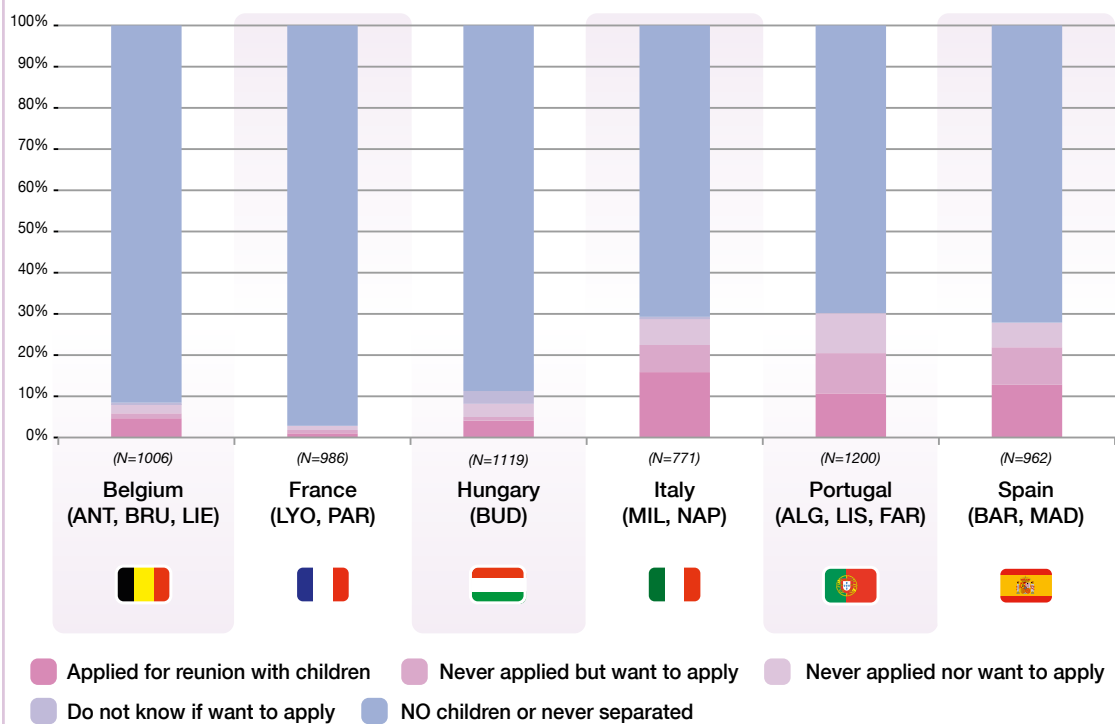 100%
90%
80%
70%
60%
50%
40%
30%
20%
10%
0%
(N=1006) (N=986) (N=1119) (N=771) (N=1200) (N=962)
Belgium France Hungary Italy Portugal Spain
(ANT, BRU, LIE) (LYO, PAR) (BUD) (MIL, NAP) (ALG, LIS, FAR) (BAR, MAD)
Applied for reunion with children Never applied but want to apply Never applied nor want to apply
Do not know if want to apply NO children or never separated